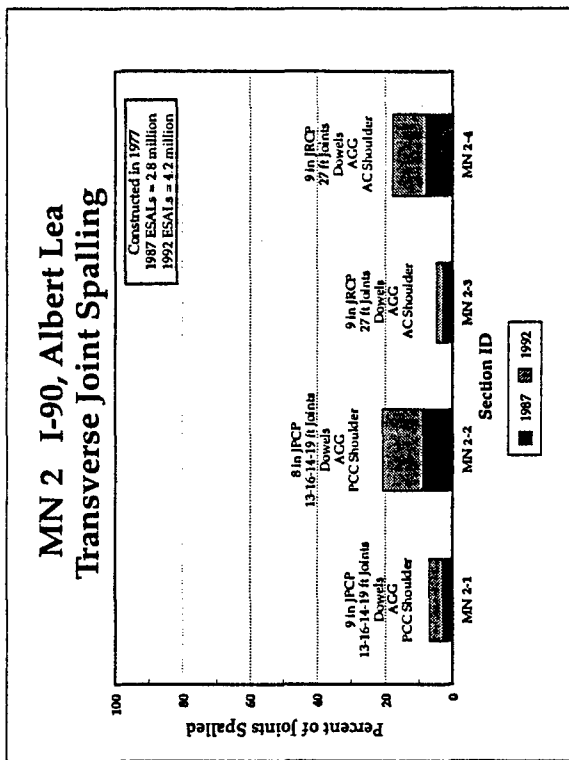 MN 2 I-90, Albert Lea
Transverse Joint Spalling
Constructed in 1977
1987 ESALs = 2.8 million
1992 ESALs = 4.2 million
Percent of Joints Spalled
100
80
60
40
20
0
9 in JPCP
13-16-14-19 ft Joints
Dowels
AGG
PCC Shoulder
8 in JPCP
13-16-14-19 ft Joints
Dowels
AGG
PCC Shoulder
9 in JRCP
27 ft Joints
Dowels
AGG
AC Shoulder
9 in JRCP
27 ft Joints
Dowels
AGG
AC Shoulder
MN 2-1
MN 2-2
MN 2-3
MN 2-4
Section ID
1987 1992